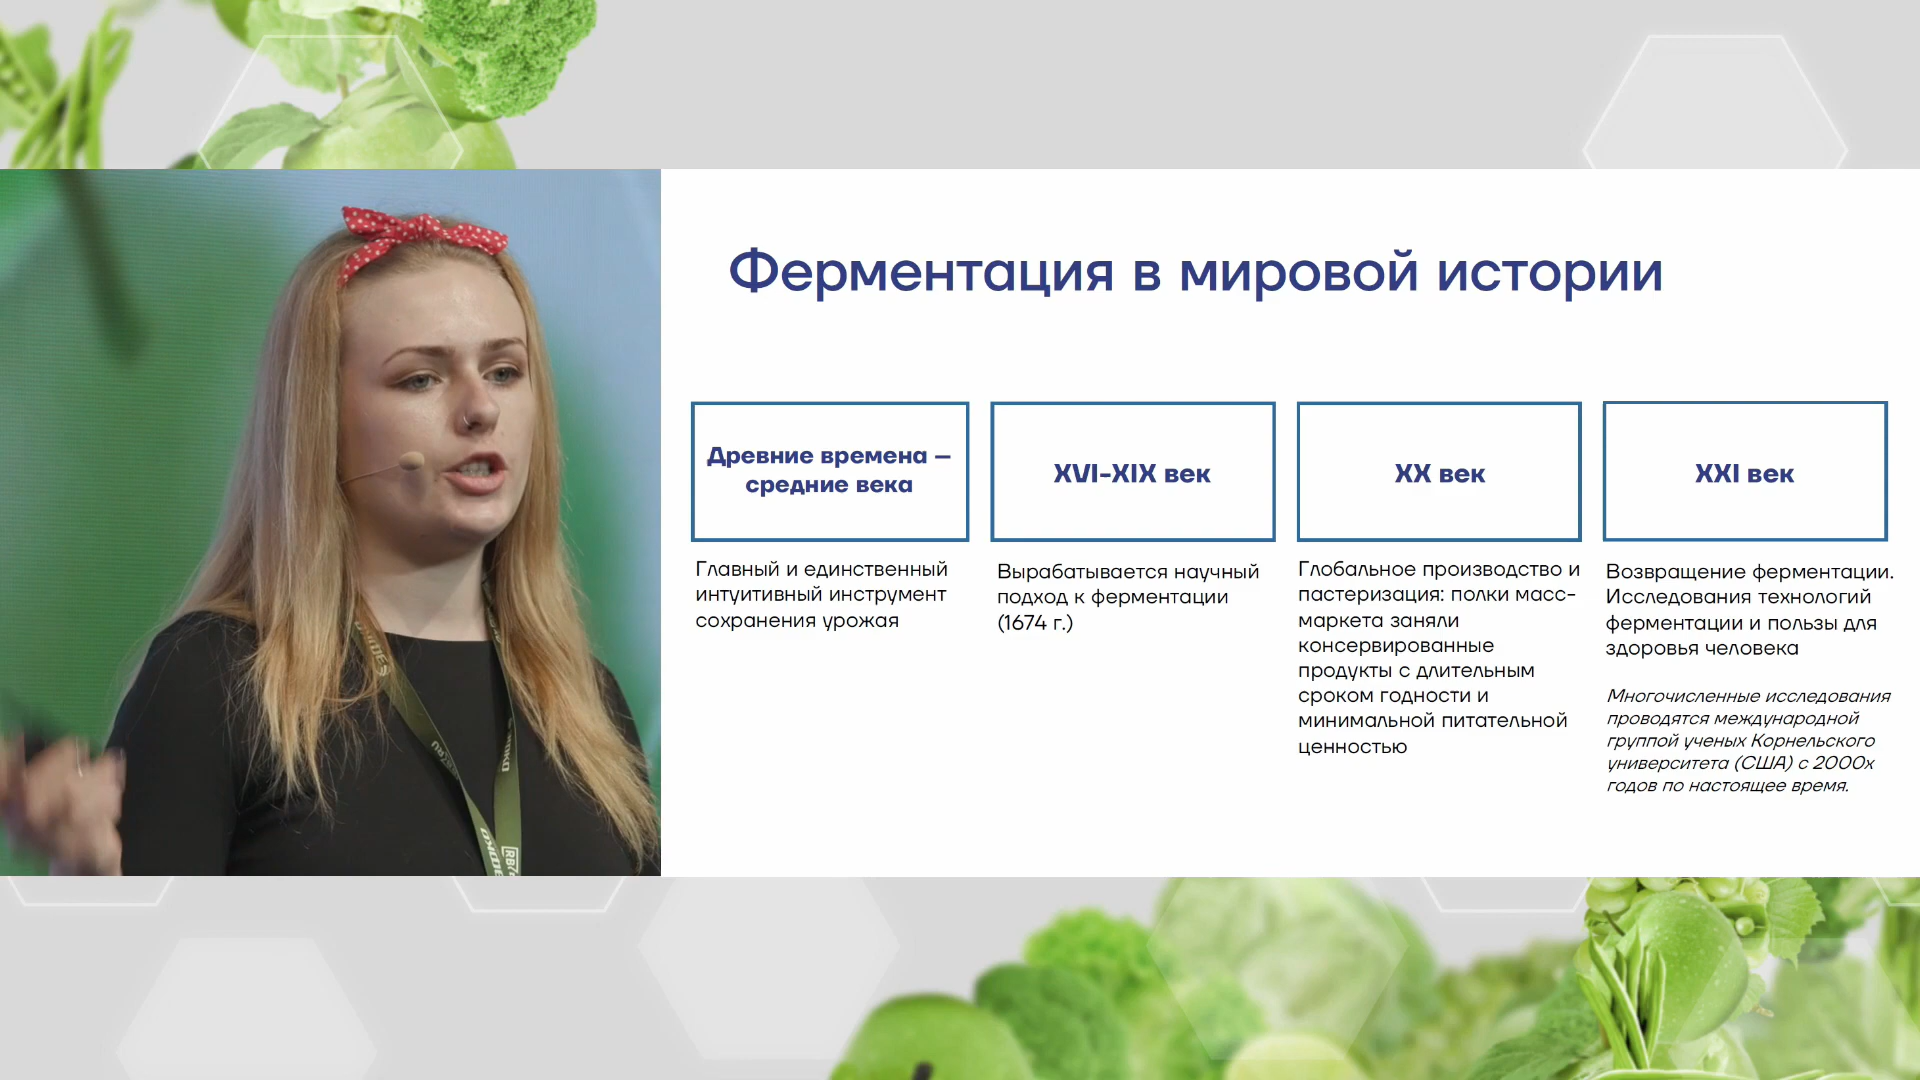 Ферментация в мировой истории
Древние времена –
средние века
Главный и единственный
интуитивный инструмент
сохранения урожая
XVI-XIX век
Вырабатывается научный
подход к ферментации
(1674 г.)
XX век
Глобальное производство и
пастеризация: полки масс-
маркета заняли
консервированные
продукты с длительным
сроком годности и
минимальной питательной
ценностью
XXI век
Возвращение ферментации.
Исследования технологий
ферментации и пользы для
здоровья человека
Многочисленные исследования
проводятся международной
группой ученых Корнельского
университета (США) с 2000х
годов по настоящее время.